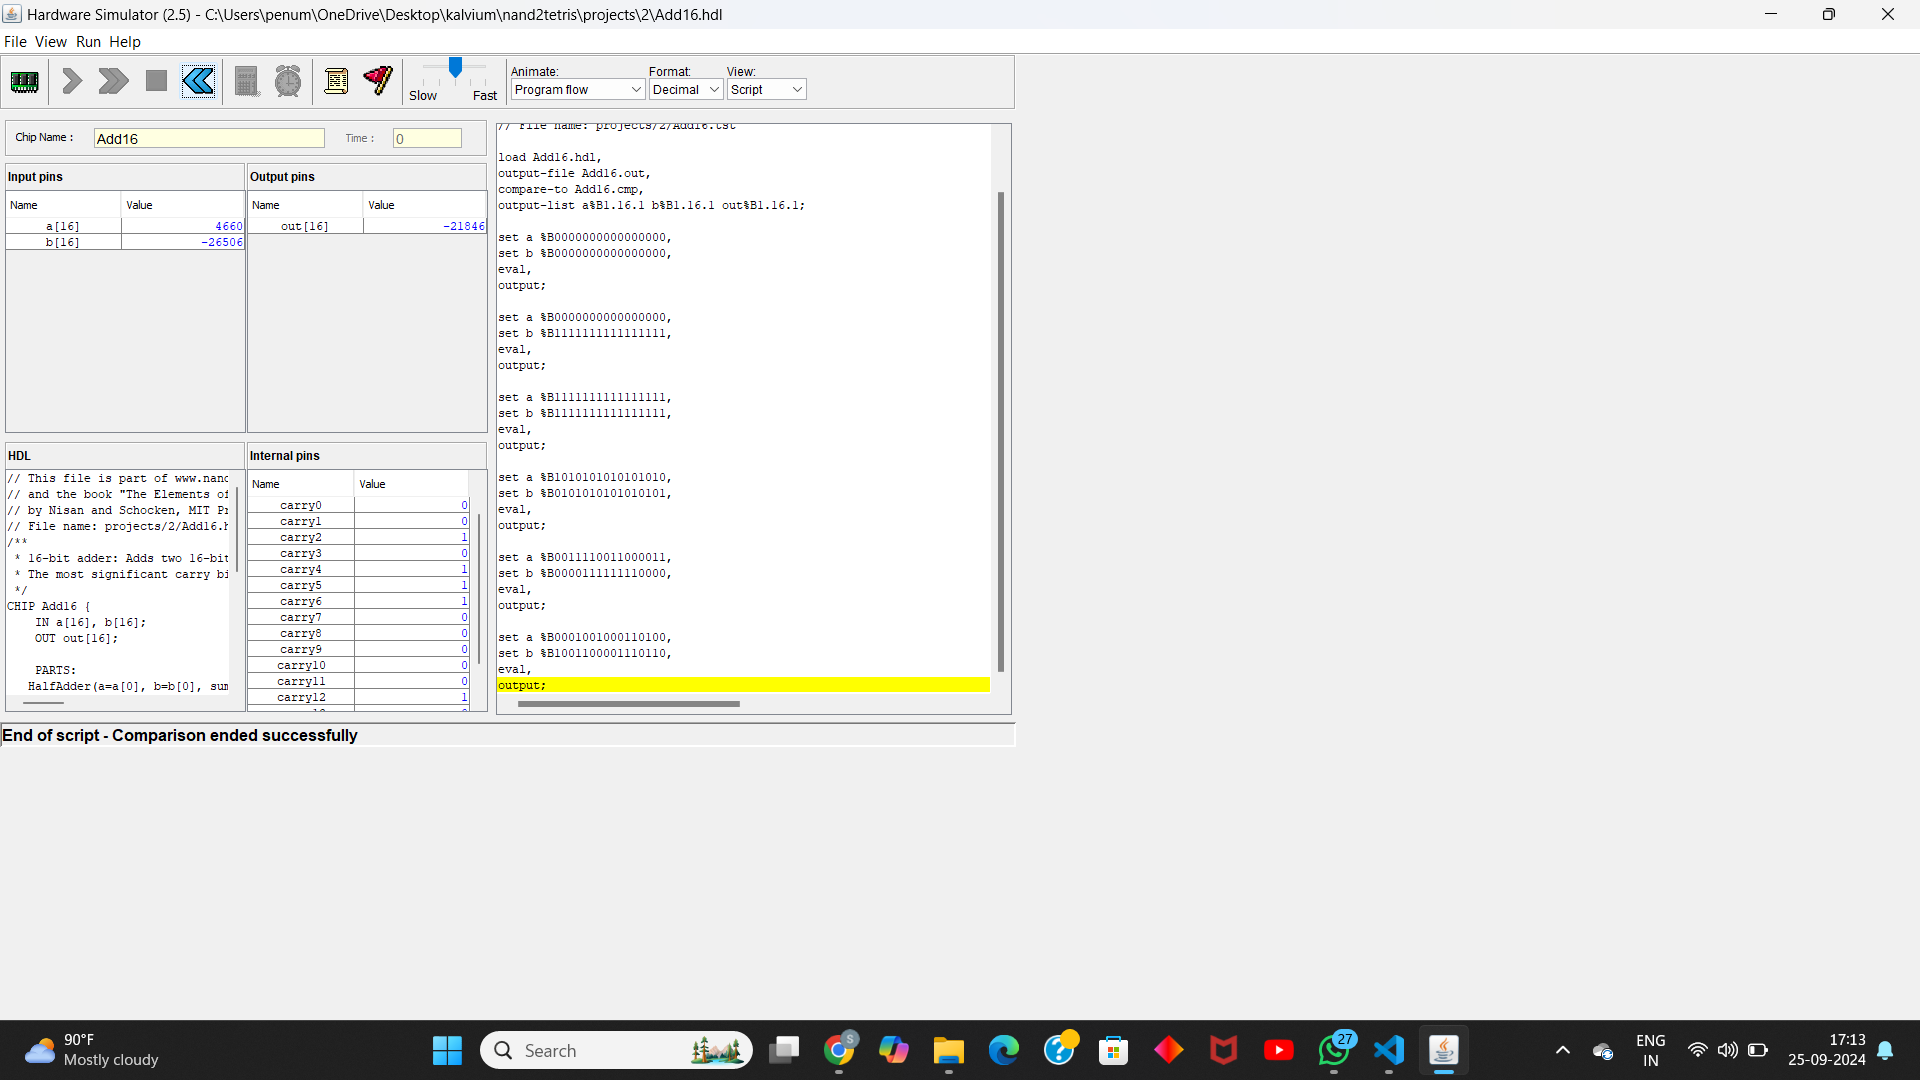 Hardware Simulator (2.5) - C:\Users\penum\OneDrive\Desktop\kalvium\nand2tetris\projects\2\Add16.hdl
File View Run Help
Slow Fast
Animate:
Program flow
Format:
Decimal
View:
Script
Chip Name :
Add16
Time :
0
Input pins
Name Value
a[16] 4660
b[16] -26506
Output pins
Name Value
out[16] -21846
HDL
// This file is part of www.nand
// and the book "The Elements of
// by Nisan and Schocken, MIT Pr
// File name: projects/2/Add16.h
/**
* 16-bit adder: Adds two 16-bit
* The most significant carry bi
*/
CHIP Add16 {
IN a[16], b[16];
OUT out[16];
PARTS:
HalfAdder(a=a[0], b=b[0], sum
Internal pins
Name Value
carry0 0
carry1 0
carry2 1
carry3 0
carry4 1
carry5 1
carry6 1
carry7 0
carry8 0
carry9 0
carry10 0
carry11 0
carry12 1
// File name: projects/2/Add16.tst
load Add16.hdl,
output-file Add16.out,
compare-to Add16.cmp,
output-list a%B1.16.1 b%B1.16.1 out%B1.16.1;
set a %B0000000000000000,
set b %B0000000000000000,
eval,
output;
set a %B0000000000000000,
set b %B1111111111111111,
eval,
output;
set a %B1111111111111111,
set b %B1111111111111111,
eval,
output;
set a %B1010101010101010,
set b %B0101010101010101,
eval,
output;
set a %B0011110011000011,
set b %B0000111111110000,
eval,
output;
set a %B0001001000110100,
set b %B1001100001110110,
eval,
output;
End of script - Comparison ended successfully
90°F
Mostly cloudy
Search
S
27
ENG
IN
17:13
25-09-2024